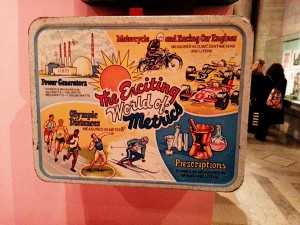 Motorcycle and Racing Car Engines
MEASURED IN CUBIC CENTIMETERS
AND LITERS
Power Generators
The Exciting
World of
Metrics
Olympic
Distances
MEASURED IN METERS
Prescriptions